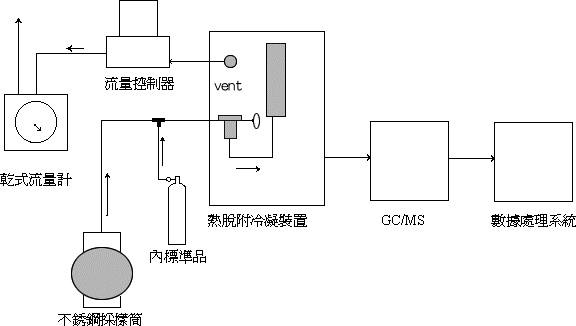 流量控制器
vent
乾式流量計
熱脫附冷凝裝置
GC/MS
數據處理系統
內標準品
不銹鋼採樣筒